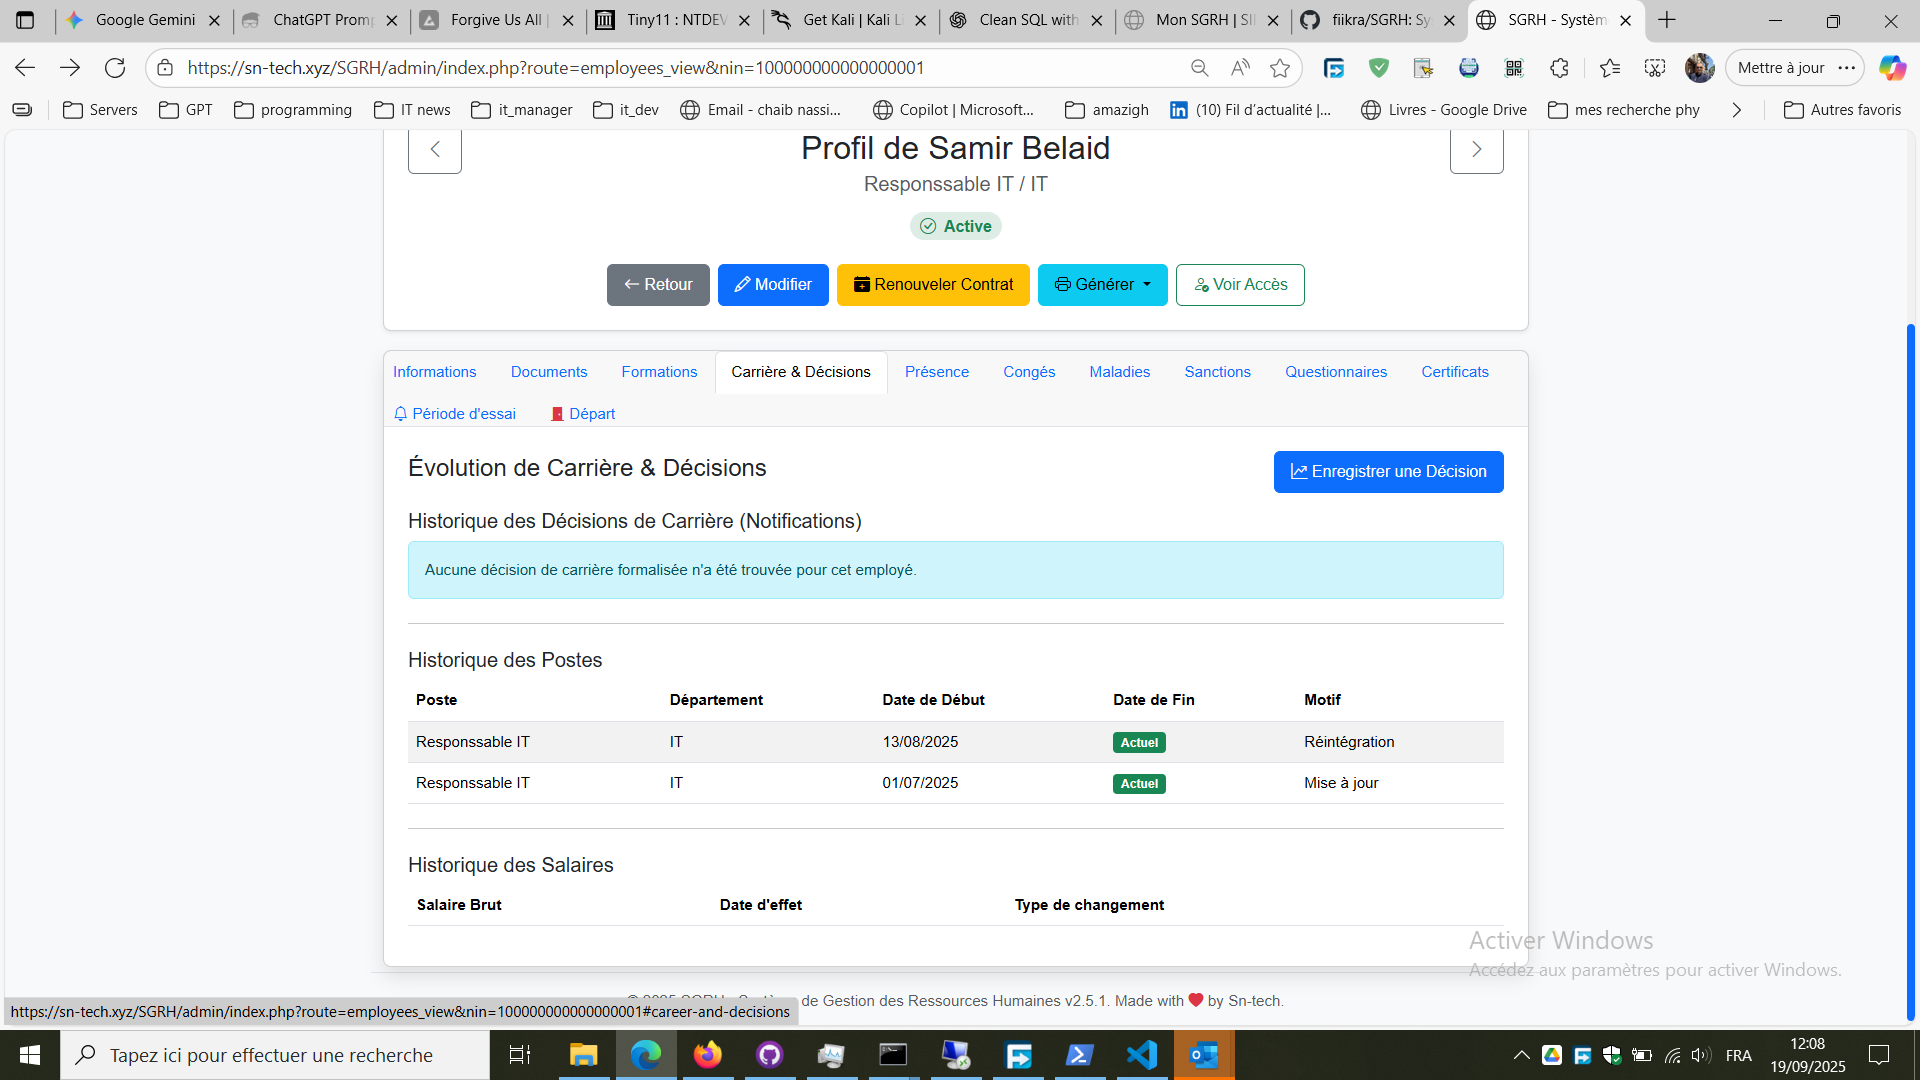 Google Gemini
ChatGPT Promp
Forgive Us All |
Tiny11 : NTDEV
Get Kali | Kali Li
Clean SQL with
Mon SGRH | SII
fiikra/SGRH: Sy
SGRH - Systèm
https://sn-tech.xyz/SGRH/admin/index.php?route=employees_view&nin=100000000000000001
Mettre à jour
Servers
GPT
programming
IT news
it_manager
it_dev
Email - chaib nassi...
Copilot | Microsoft...
amazigh
(10) Fil d'actualité |...
Livres - Google Drive
mes recherche phy
Autres favoris
Profil de Samir Belaid
Responssable IT / IT
Active
Retour
Modifier
Renouveler Contrat
Générer
Voir Accès
Informations
Documents
Formations
Carrière & Décisions
Présence
Congés
Maladies
Sanctions
Questionnaires
Certificats
Période d'essai
Départ
Évolution de Carrière & Décisions
Enregistrer une Décision
Historique des Décisions de Carrière (Notifications)
Aucune décision de carrière formalisée n'a été trouvée pour cet employé.
Historique des Postes
Poste Département Date de Début Date de Fin Motif
Responssable IT IT 13/08/2025 Actuel Réintégration
Responssable IT IT 01/07/2025 Actuel Mise à jour
Historique des Salaires
Salaire Brut Date d'effet Type de changement
Activer Windows
Accédez aux paramètres pour activer Windows.
de Gestion des Ressources Humaines v2.5.1. Made with ❤ by Sn-tech.
https://sn-tech.xyz/SGRH/admin/index.php?route=employees_view&nin=100000000000000001#career-and-decisions
Tapez ici pour effectuer une recherche
FRA
12:08
19/09/2025